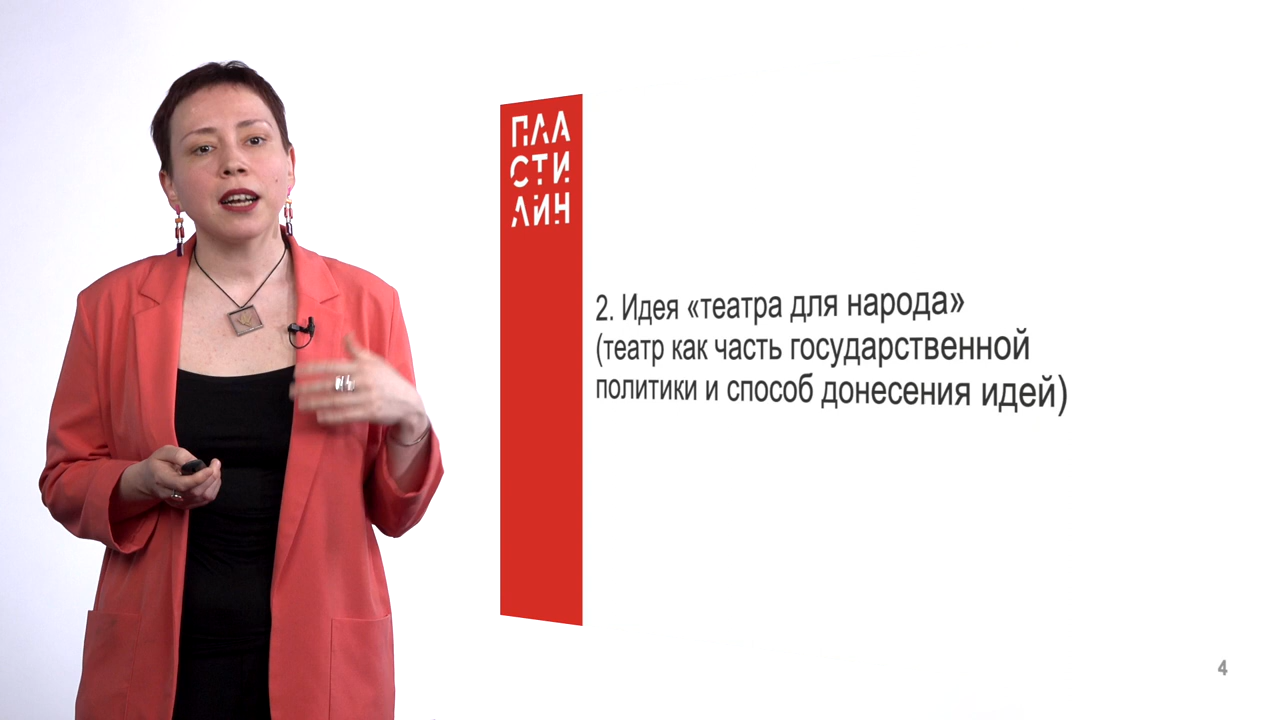 ПЛА
СТИ
ЛИН
2. Идея «театра для народа»
(театр как часть государственной
политики и способ донесения идей)
4